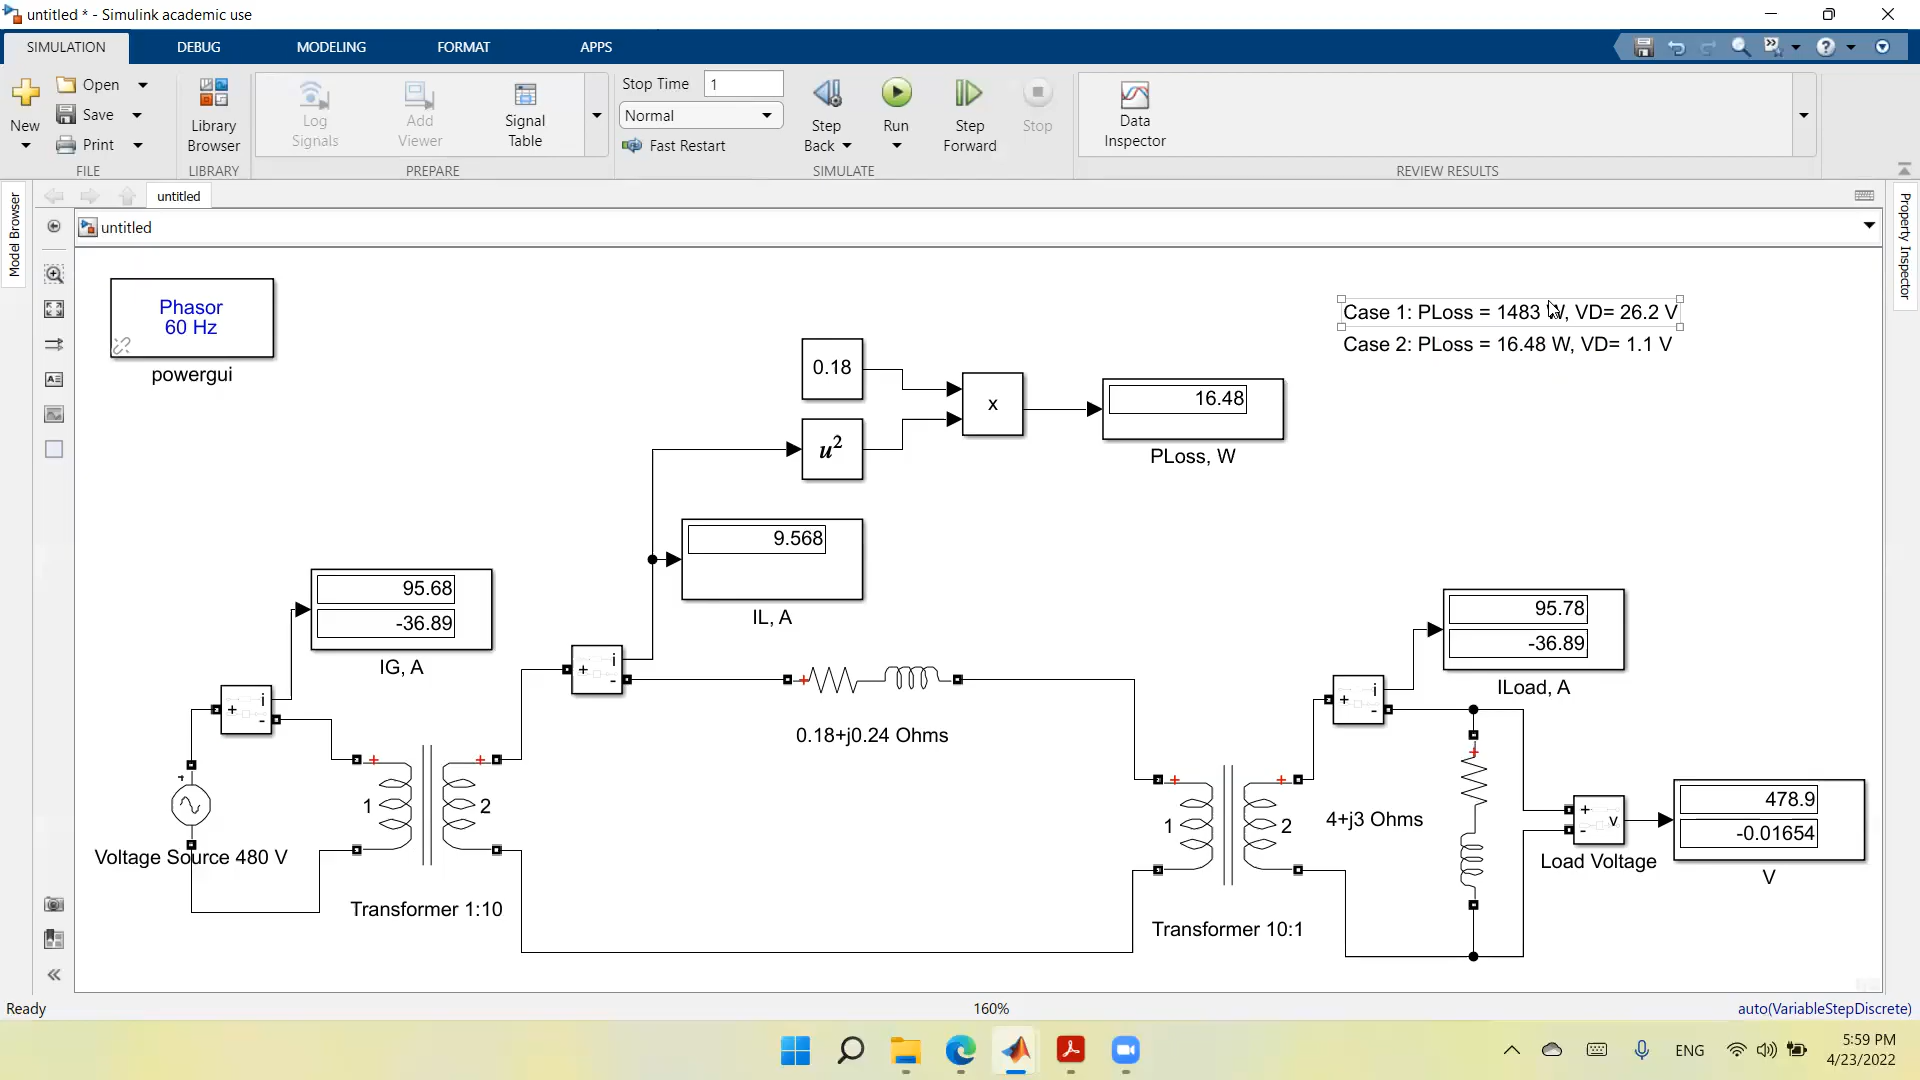 untitled * - Simulink academic use
SIMULATION
DEBUG
MODELING
FORMAT
APPS
New
Open
Save
Print
FILE
Library
Browser
LIBRARY
Log
Signals
Add
Viewer
Signal
Table
PREPARE
Stop Time 1
Normal
Fast Restart
Step
Back
Run
Step
Forward
Stop
SIMULATE
Data
Inspector
REVIEW RESULTS
Model Browser
untitled
untitled
Property Inspector
Phasor
60 Hz
powergui
Case 1: PLoss = 1483 W, VD= 26.2 V
Case 2: PLoss = 16.48 W, VD= 1.1 V
0.18
u²
x
16.48
PLoss, W
9.568
IL, A
95.68
-36.89
IG, A
95.78
-36.89
ILoad, A
i
+
-
i
+
-
i
+
-
0.18+j0.24 Ohms
Voltage Source 480 V
1
2
Transformer 1:10
1
2
Transformer 10:1
4+j3 Ohms
+
-
v
Load Voltage
478.9
-0.01654
V
Ready
160%
auto(VariableStepDiscrete)
ENG
5:59 PM
4/23/2022